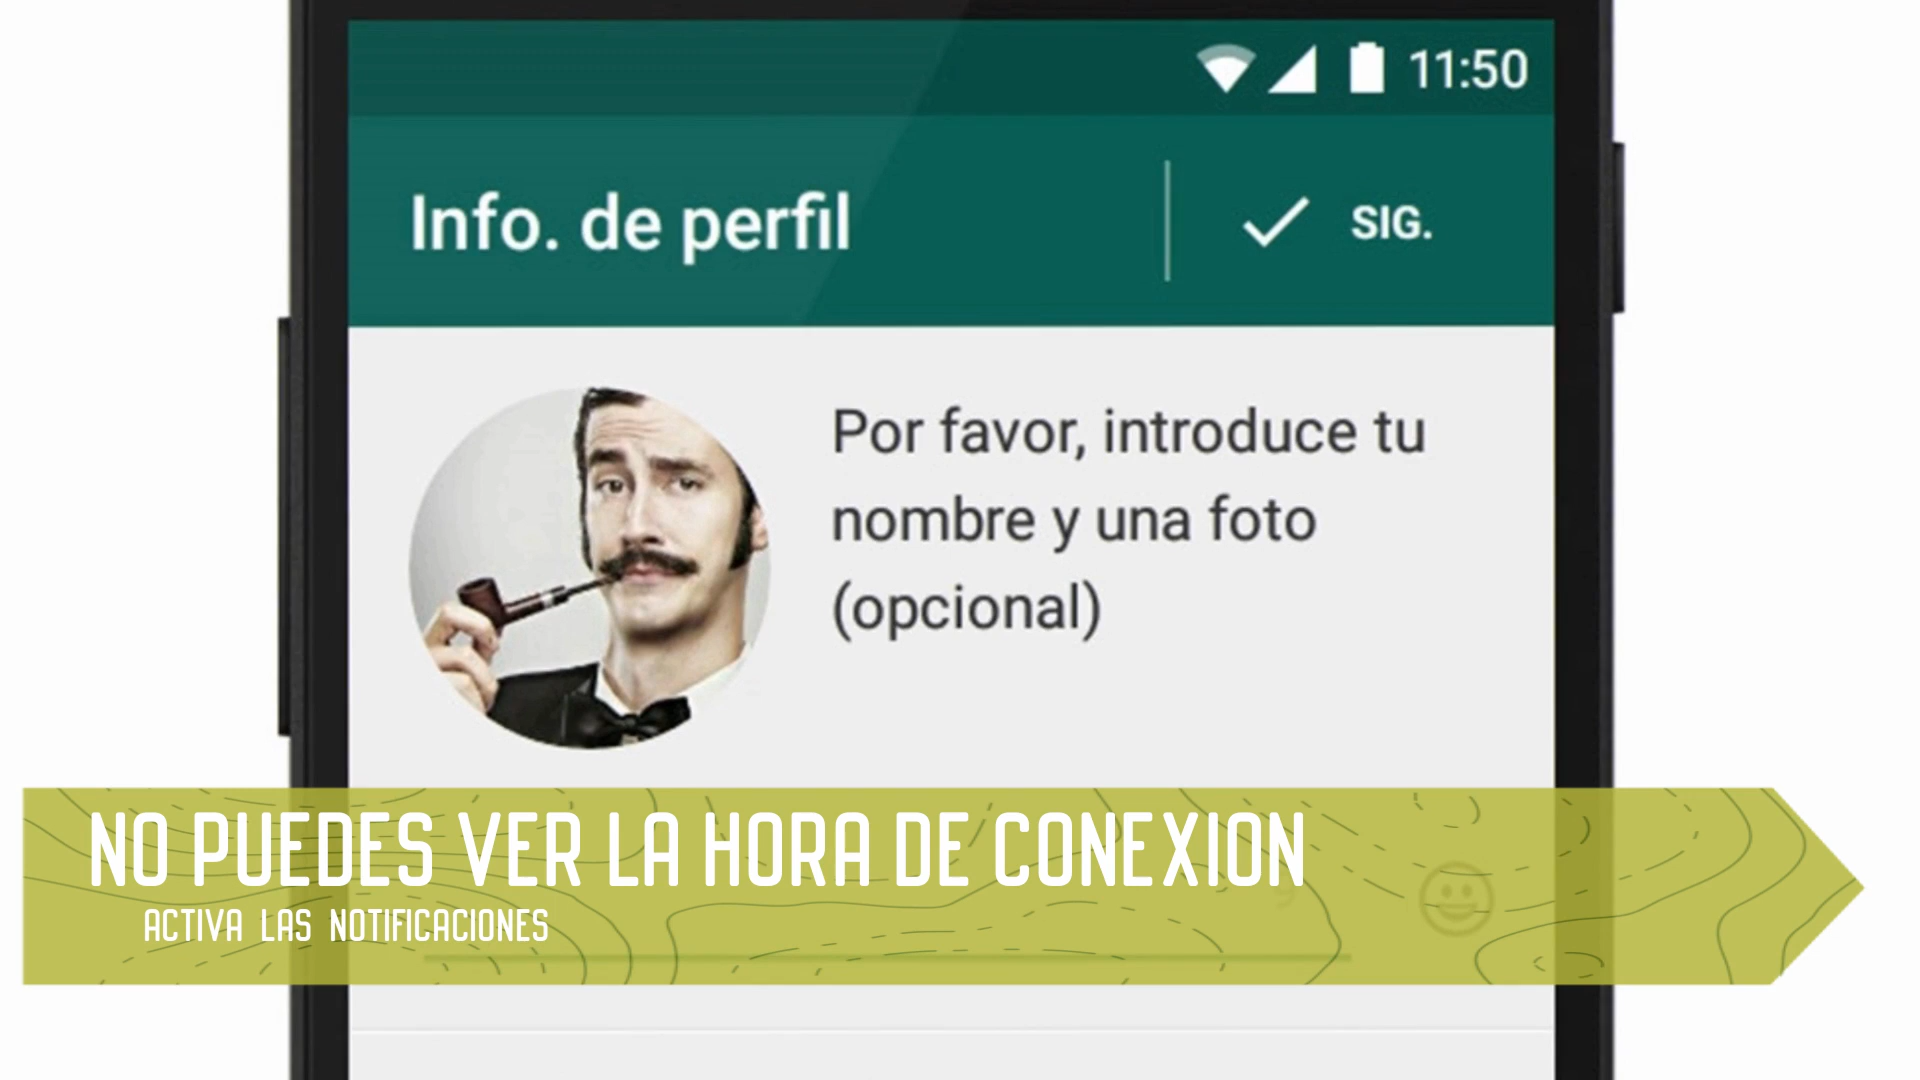 11:50
Info. de perfil
SIG.
Por favor, introduce tu
nombre y una foto
(opcional)
NO PUEDES VER LA HORA DE CONEXION
ACTIVA LAS NOTIFICACIONES